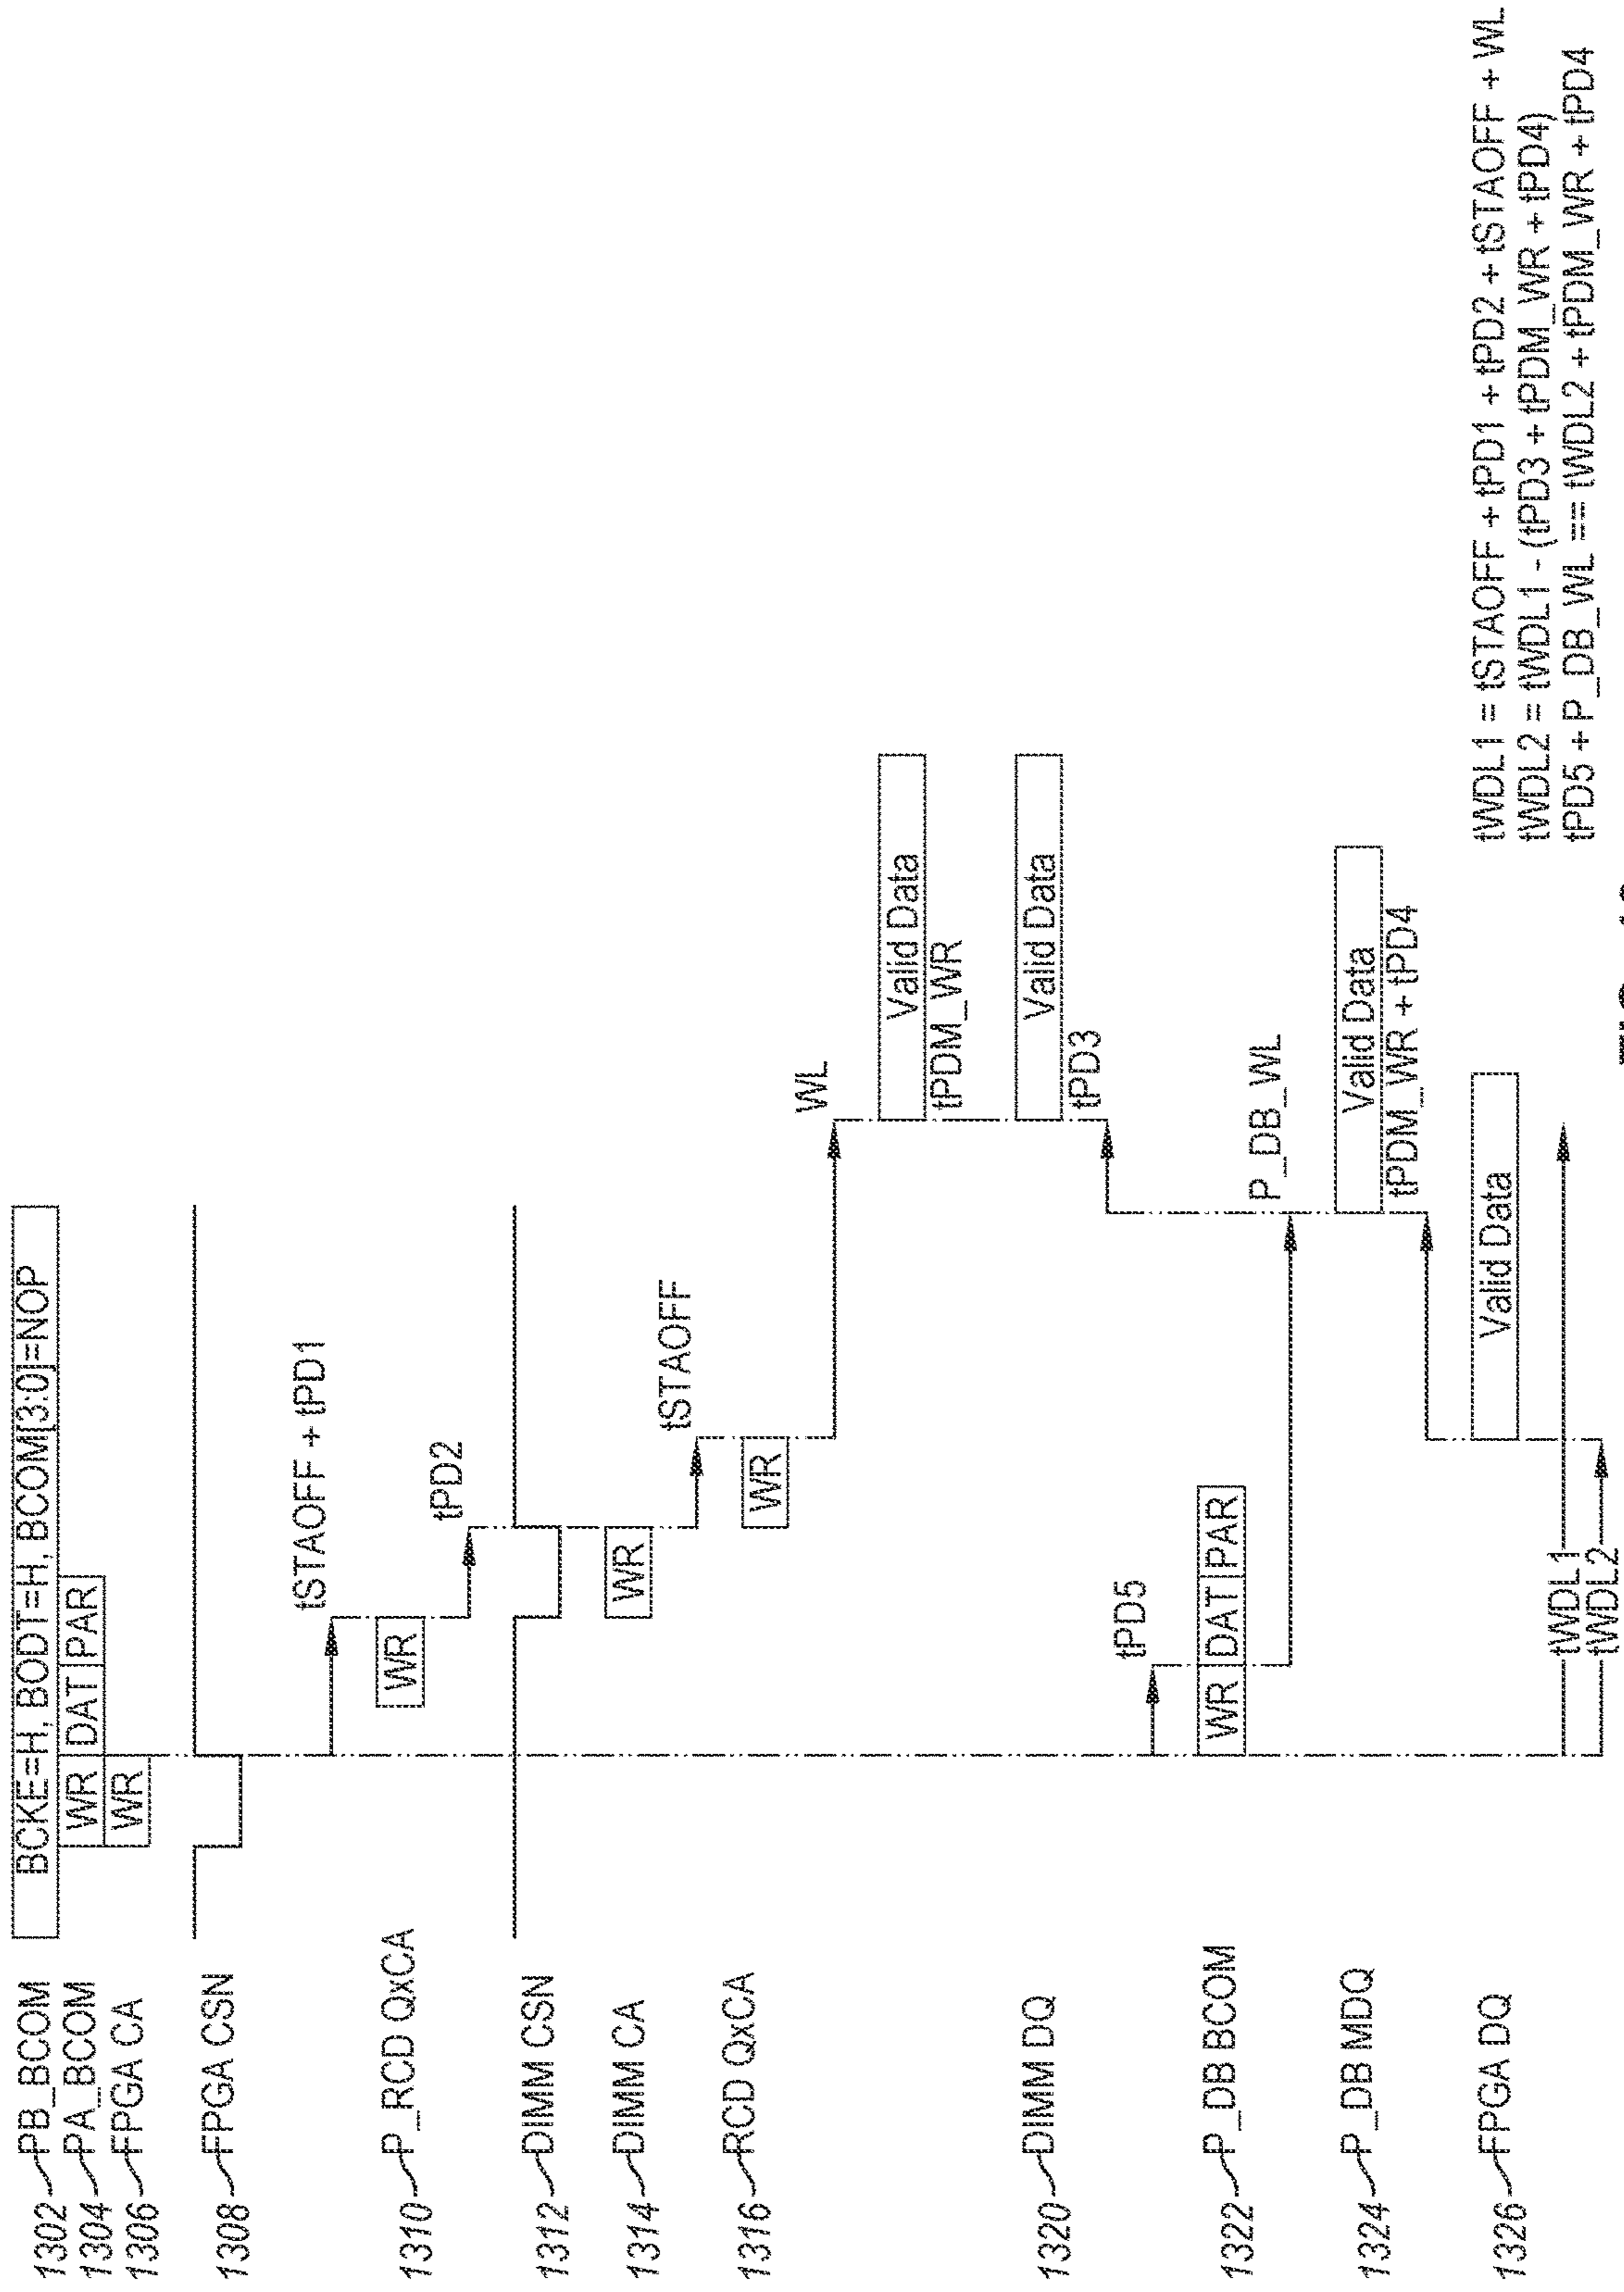 1302 PB_BCOM BCKE=H, BODT=H, BCOM[3:0]=NOP
1304 PA_BCOM WR DAT PAR
1306 FPGA CA WR
1308 FPGA CSN
tSTAOFF + tPD1
1310 P_RCD QxCA WR
tPD2
1312 DIMM CSN
1314 DIMM CA WR
tSTAOFF
1316 RCD QxCA WR
WL
Valid Data
tPDM_WR
1320 DIMM DQ Valid Data
tPD3
tPD5
1322 P_DB BCOM WR DAT PAR
P_DB_WL
1324 P_DB MDQ Valid Data
tPDM_WR + tPD4
1326 FPGA DQ Valid Data
tWDL1
tWDL2
tWDL1 = tSTAOFF + tPD1 + tPD2 + tSTAOFF + WL
tWDL2 = tWDL1 - (tPD3 + tPDM_WR + tPD4)
tPD5 + P_DB_WL == tWDL2 + tPDM_WR + tPD4